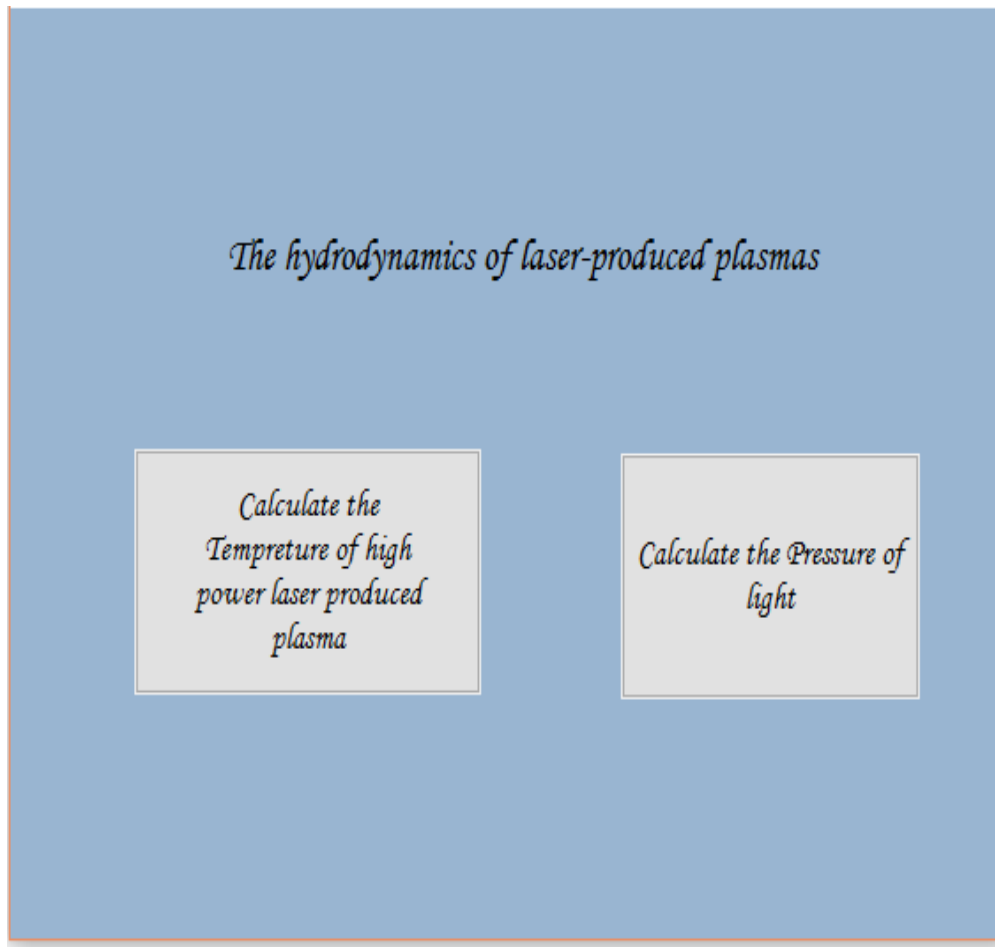 The hydrodynamics of laser-produced plasmas
Calculate the
Tempreture of high
power laser produced
plasma
Calculate the Pressure of
light